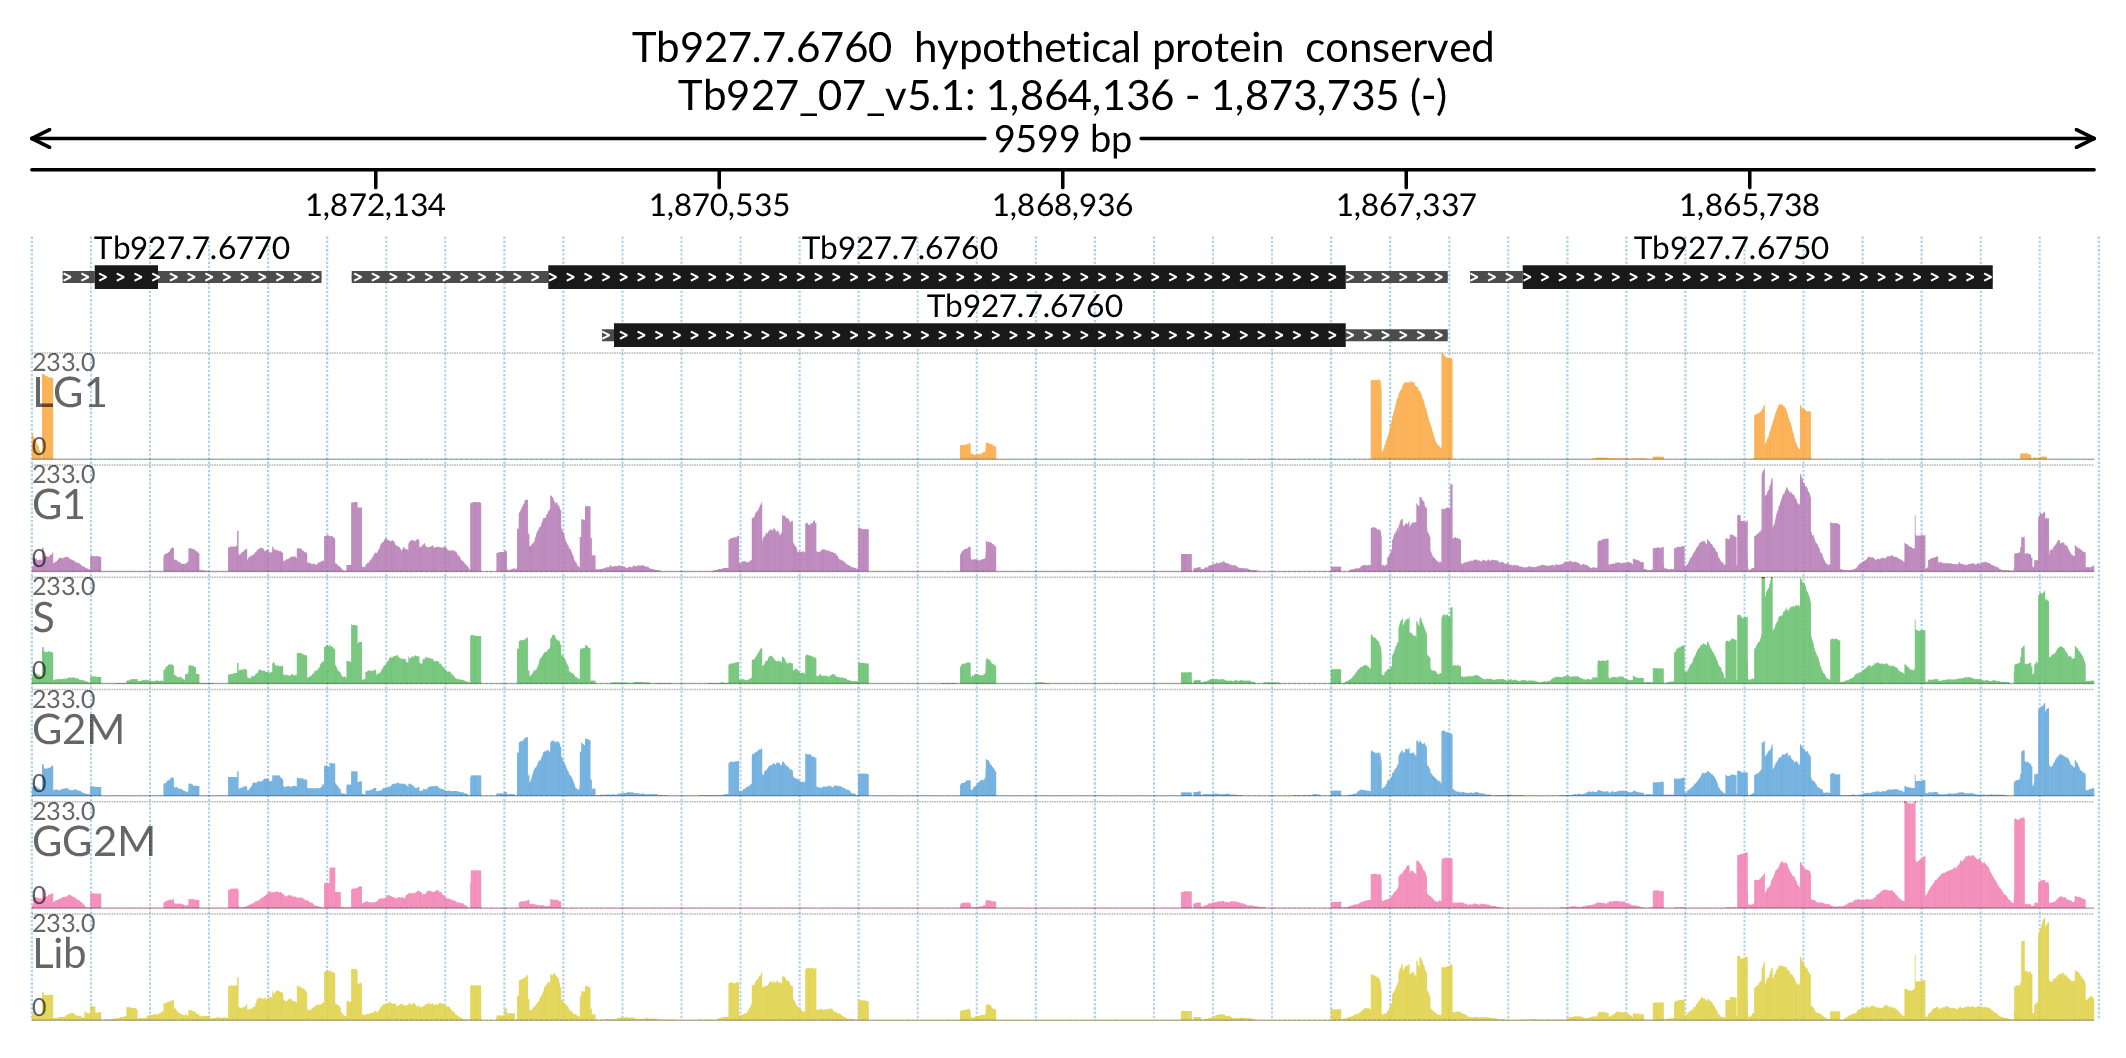 Tb927.7.6760  hypothetical protein  conserved
Tb927_07_v5.1: 1,864,136 - 1,873,735 (-)
9599 bp
1,872,134 1,870,535 1,868,936 1,867,337 1,865,738
Tb927.7.6770 Tb927.7.6760 Tb927.7.6750
Tb927.7.6760
233.0
LG1
0
233.0
G1
0
233.0
S
0
233.0
G2M
0
233.0
GG2M
0
233.0
Lib
0